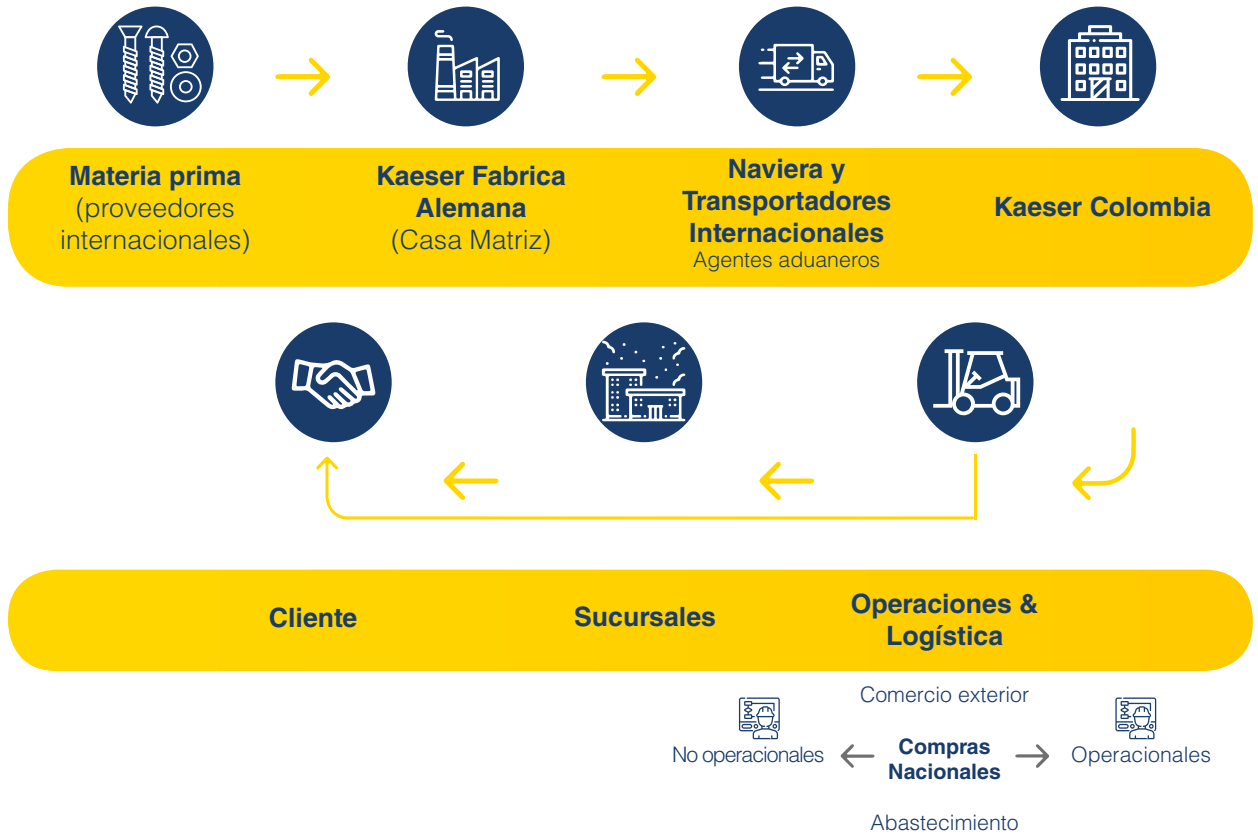 Materia prima
(proveedores
internacionales)
Kaeser Fabrica
Alemana
(Casa Matriz)
Naviera y
Transportadores
Internacionales
Agentes aduaneros
Kaeser Colombia
Cliente
Sucursales
Operaciones &
Logística
Comercio exterior
No operacionales
Compras
Nacionales
Operacionales
Abastecimiento